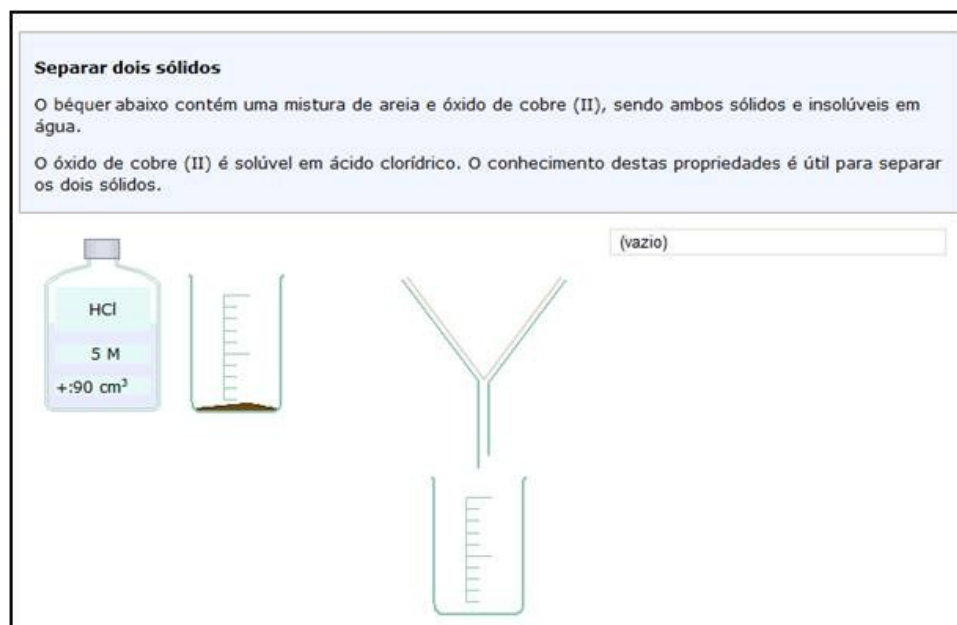 Separar dois sólidos
O béquer abaixo contém uma mistura de areia e óxido de cobre (II), sendo ambos sólidos e insolúveis em
água.
O óxido de cobre (II) é solúvel em ácido clorídrico. O conhecimento destas propriedades é útil para separar
os dois sólidos.
(vazio)
HCl
5 M
+:90 cm³